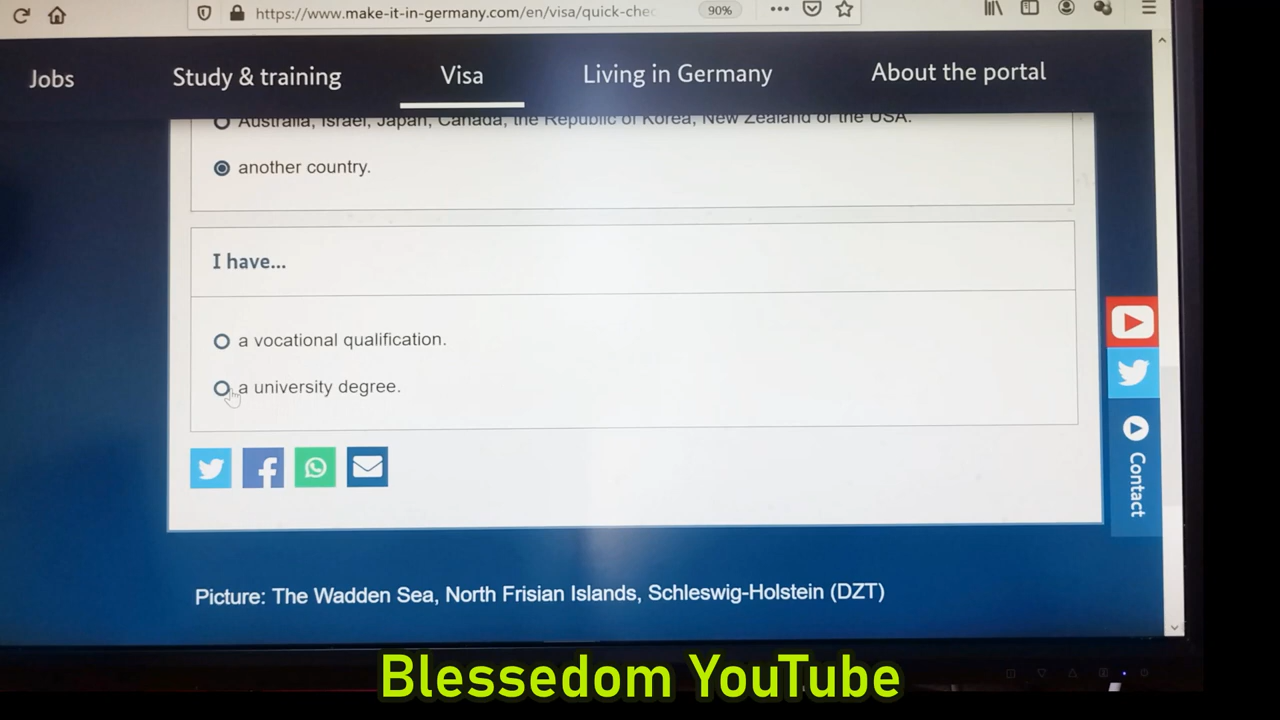 https://www.make-it-in-germany.com/en/visa/quick-chec
90%
Jobs
Study & training
Visa
Living in Germany
About the portal
Australia, Israel, Japan, Canada, the Republic of Korea, New Zealand or the USA.
another country.
I have...
a vocational qualification.
a university degree.
Contact
Picture: The Wadden Sea, North Frisian Islands, Schleswig-Holstein (DZT)
Blessedom YouTube